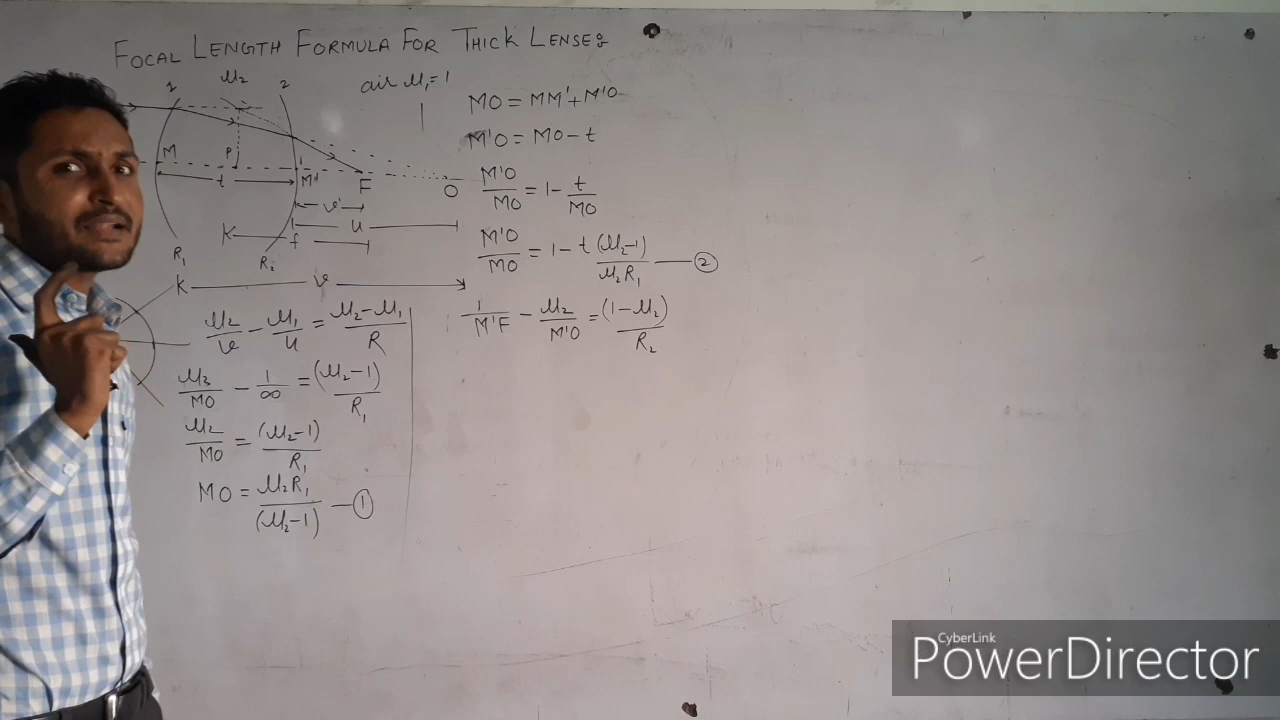 FOCAL LENGTH FORMULA FOR THICK LENSES
1 μ2 2 air μ1=1
M P M' F O
t
v'
u
K f
R1 R2
K v
μ2/v - μ1/u = μ2-μ1/R
μ2/MO - 1/∞ = (μ2-1)/R1
μ2/MO = (μ2-1)/R1
MO = μ2R1/(μ2-1) — 1
MO = MM' + M'O
M'O = MO - t
M'O/MO = 1 - t/MO
M'O/MO = 1 - t (μ2-1)/μ2R1 — 2
1/M'F - μ2/M'O = (1-μ2)/R2
CyberLink
PowerDirector